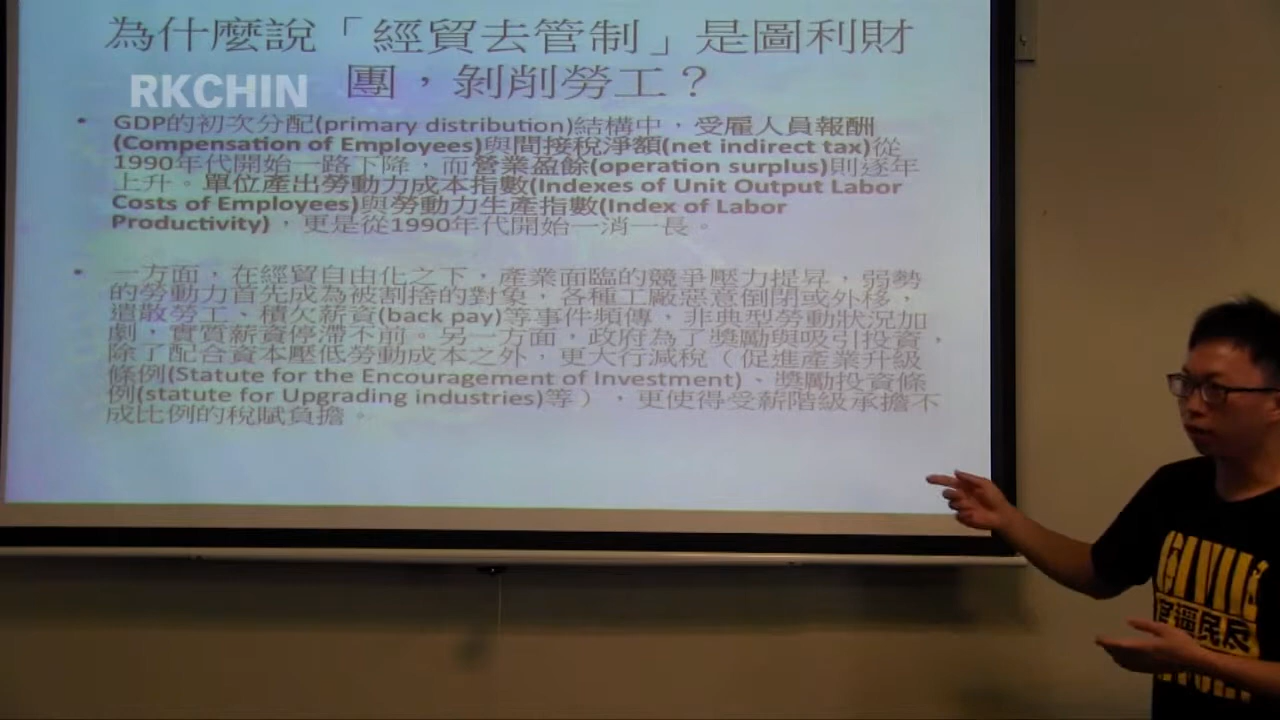 為什麼說「經貿去管制」是圖利財
團，剝削勞工？
RKCHIN
• GDP的初次分配(primary distribution)結構中，受雇人員報酬
(Compensation of Employees)與間接稅淨額(net indirect tax)從
1990年代開始一路下降，而營業盈餘(operation surplus)則逐年
上升。單位產出勞動力成本指數(Indexes of Unit Output Labor
Costs of Employees)與勞動力生產指數(Index of Labor
Productivity)，更是從1990年代開始一消一長。
• 一方面，在經貿自由化之下，產業面臨的競爭壓力提昇，弱勢
的勞動力首先成為被割捨的對象，各種工廠惡意倒閉或外移，
遣散勞工、積欠薪資(back pay)等事件頻傳，非典型勞動狀況加
劇，實質薪資停滯不前。另一方面，政府為了獎勵與吸引投資，
除了配合資本壓低勞動成本之外，更大行減稅（促進產業升級
條例(Statute for the Encouragement of Investment)、獎勵投資條
例(statute for Upgrading industries)等），更使得受薪階級承擔不
成比例的稅賦負擔。
官逼民反